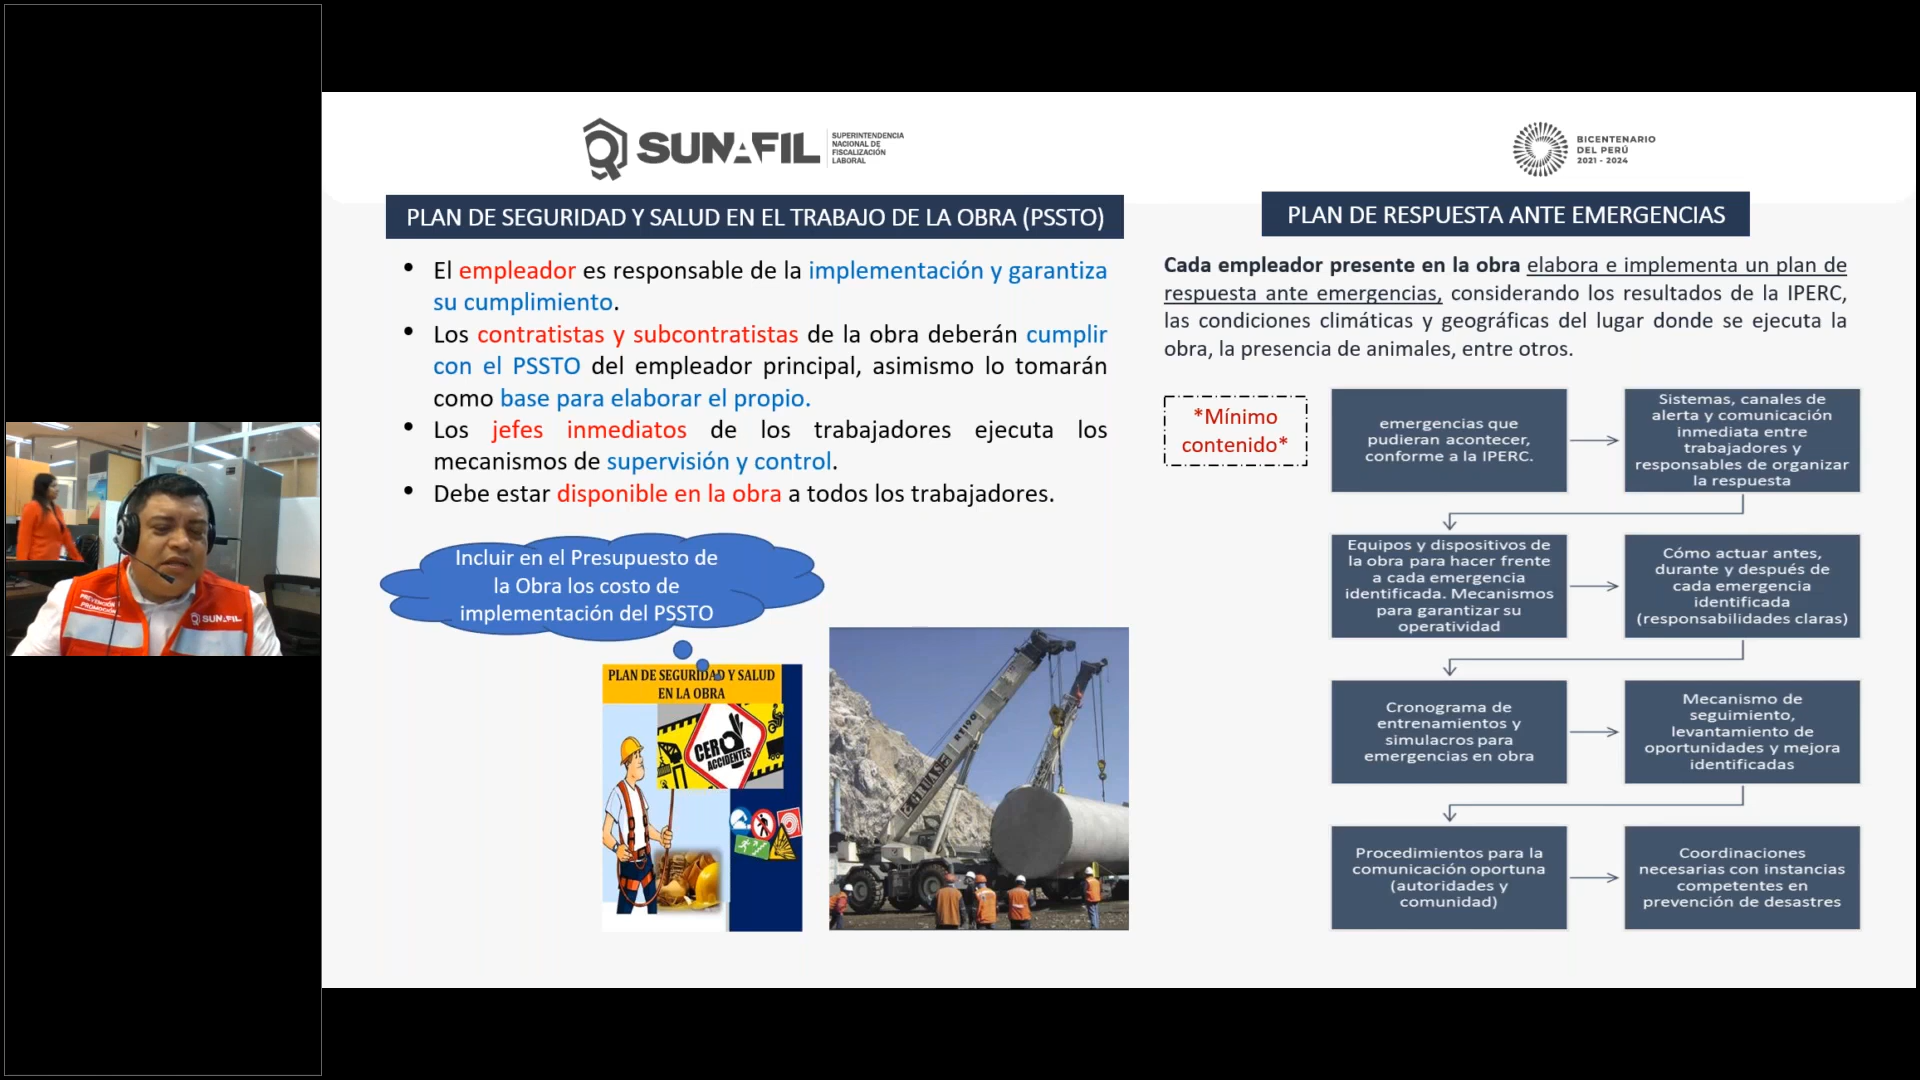 SUNAFIL
SUPERINTENDENCIA
NACIONAL DE
FISCALIZACIÓN
LABORAL
BICENTENARIO
DEL PERÚ
2021 - 2024
PLAN DE SEGURIDAD Y SALUD EN EL TRABAJO DE LA OBRA (PSSTO)
• El empleador es responsable de la implementación y garantiza
su cumplimiento.
• Los contratistas y subcontratistas de la obra deberán cumplir
con el PSSTO del empleador principal, asimismo lo tomarán
como base para elaborar el propio.
• Los jefes inmediatos de los trabajadores ejecuta los
mecanismos de supervisión y control.
• Debe estar disponible en la obra a todos los trabajadores.
Incluir en el Presupuesto de
la Obra los costo de
implementación del PSSTO
PLAN DE SEGURIDAD Y SALUD
EN LA OBRA
CERO
ACCIDENTES
GRUAS
RT190
PLAN DE RESPUESTA ANTE EMERGENCIAS
Cada empleador presente en la obra elabora e implementa un plan de
respuesta ante emergencias, considerando los resultados de la IPERC,
las condiciones climáticas y geográficas del lugar donde se ejecuta la
obra, la presencia de animales, entre otros.
*Mínimo
contenido*
emergencias que
pudieran acontecer,
conforme a la IPERC.
Sistemas, canales de
alerta y comunicación
inmediata entre
trabajadores y
responsables de organizar
la respuesta
Equipos y dispositivos de
la obra para hacer frente
a cada emergencia
identificada. Mecanismos
para garantizar su
operatividad
Cómo actuar antes,
durante y después de
cada emergencia
identificada
(responsabilidades claras)
Cronograma de
entrenamientos y
simulacros para
emergencias en obra
Mecanismo de
seguimiento,
levantamiento de
oportunidades y mejora
identificadas
Procedimientos para la
comunicación oportuna
(autoridades y
comunidad)
Coordinaciones
necesarias con instancias
competentes en
prevención de desastres
PREVENCIÓN
PROMOCIÓN
SUNAFIL